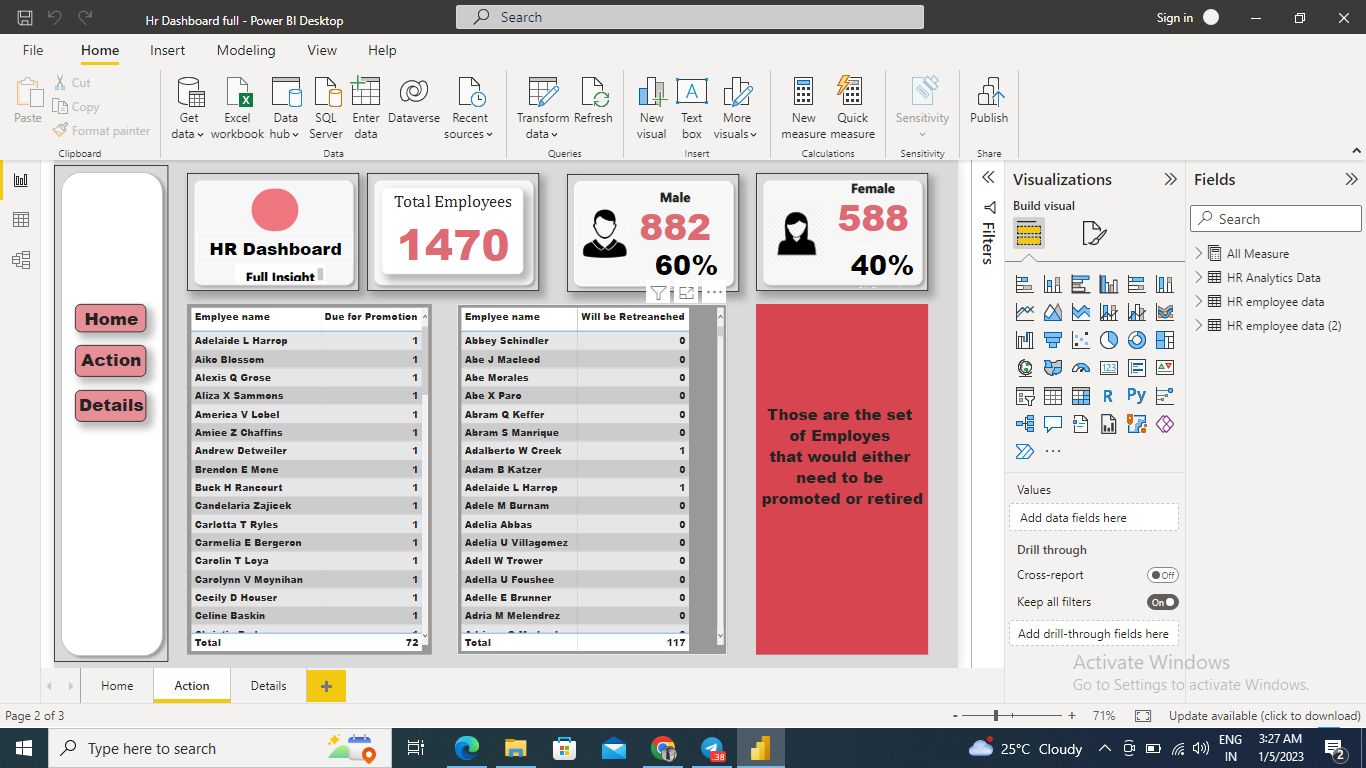 Hr Dashboard full - Power BI Desktop
Search
Sign in
File Home Insert Modeling View Help
Paste
Cut
Copy
Format painter
Clipboard
Get data
Excel workbook
Data hub
SQL Server
Enter data
Dataverse
Recent sources
Data
Transform data
Refresh
Queries
New visual
Text box
More visuals
Insert
New measure
Quick measure
Calculations
Sensitivity
Sensitivity
Publish
Share
HR Dashboard
Full Insight
Total Employees
1470
Male
882
60%
Female
588
40%
Home
Action
Details
Emplyee name Due for Promotion
Adelaide L Harrop 1
Aiko Blossom 1
Alexis Q Grose 1
Aliza X Sammons 1
America V Lobel 1
Amiee Z Chaffins 1
Andrew Detweiler 1
Brendon E Mone 1
Buck H Rancourt 1
Candelaria Zajicek 1
Carlotta T Ryles 1
Carmelia E Bergeron 1
Carolin T Loya 1
Carolynn V Moynihan 1
Cecily D Houser 1
Celine Baskin 1
Total 72
Emplyee name Will be Retreanched
Abbey Schindler 0
Abe J Macleod 0
Abe Morales 0
Abe X Paro 0
Abram Q Keffer 0
Abram S Manrique 0
Adalberto W Creek 1
Adam B Katzer 0
Adelaide L Harrop 1
Adele M Burnam 0
Adelia Abbas 0
Adelia U Villagomez 0
Adell W Trower 0
Adella U Foushee 0
Adelle E Brunner 0
Adria M Melendrez 0
Total 117
Those are the set
of Employes
that would either
need to be
promoted or retired
Filters
Visualizations
Build visual
123
R Py
Values
Add data fields here
Drill through
Cross-report Off
Keep all filters On
Add drill-through fields here
Fields
Search
All Measure
HR Analytics Data
HR employee data
HR employee data (2)
Activate Windows
Go to Settings to activate Windows.
Home Action Details +
Page 2 of 3
- + 71%
Update available (click to download)
Type here to search
38
25°C Cloudy
ENG
IN
3:27 AM
1/5/2023
2